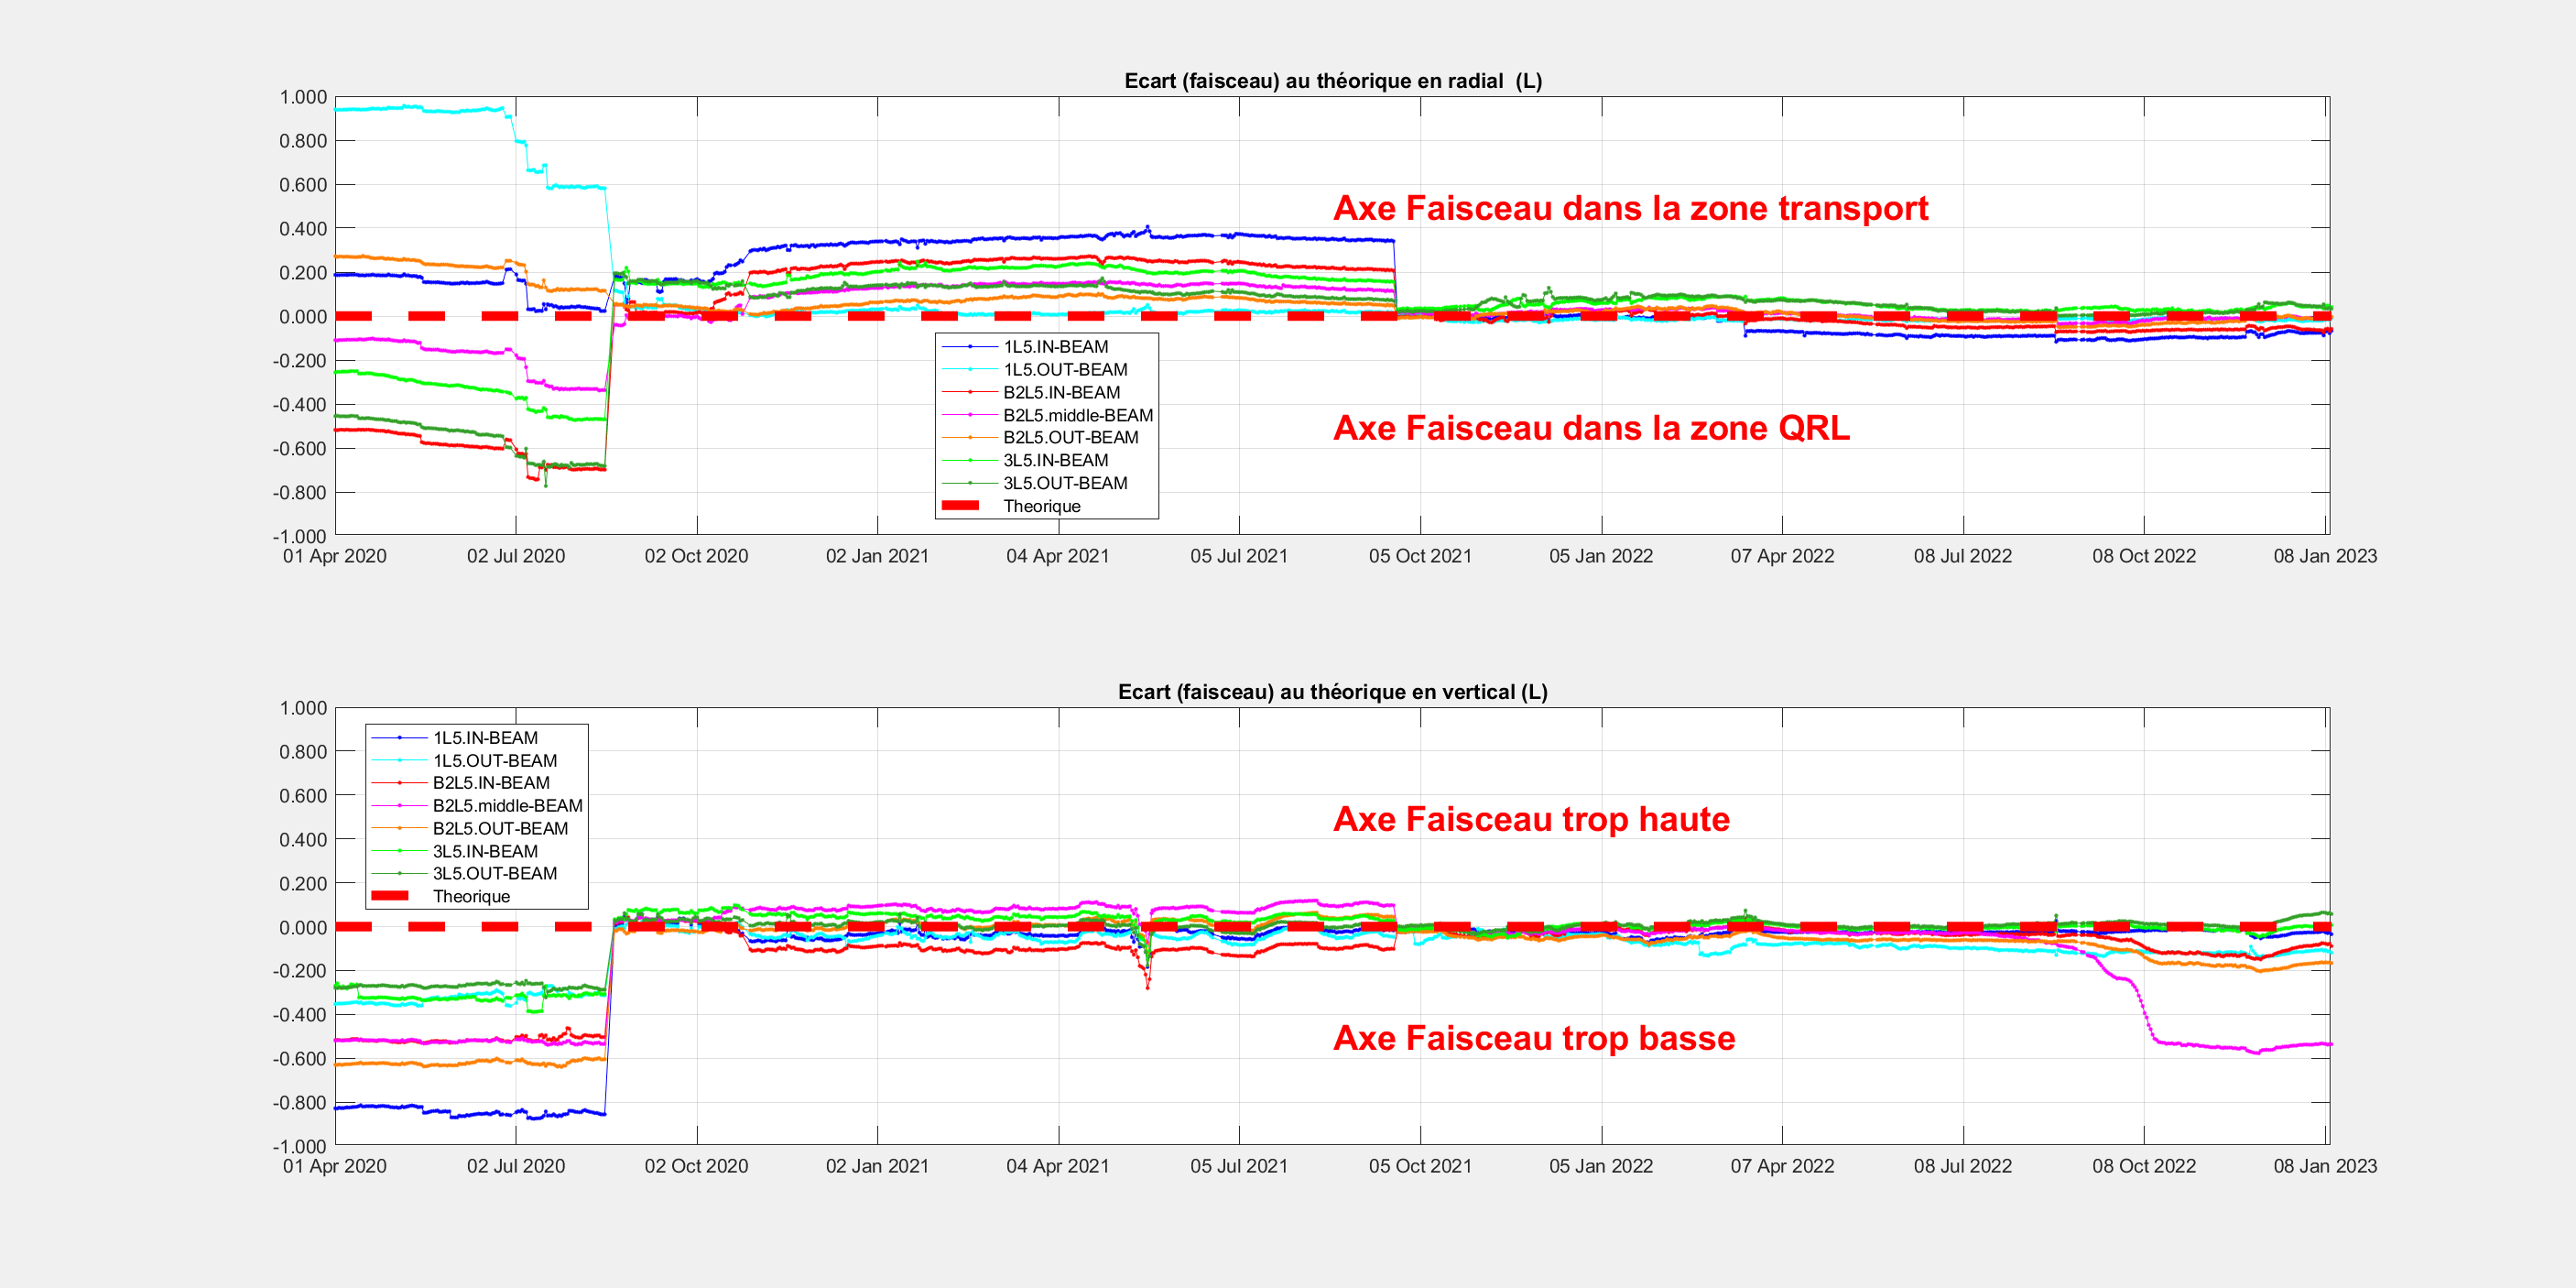 Ecart (faisceau) au théorique en radial  (L)
1.000
0.800
0.600
0.400
0.200
0.000
-0.200
-0.400
-0.600
-0.800
-1.000
Axe Faisceau dans la zone transport
Axe Faisceau dans la zone QRL
1L5.IN-BEAM
1L5.OUT-BEAM
B2L5.IN-BEAM
B2L5.middle-BEAM
B2L5.OUT-BEAM
3L5.IN-BEAM
3L5.OUT-BEAM
Theorique
01 Apr 2020 02 Jul 2020 02 Oct 2020 02 Jan 2021 04 Apr 2021 05 Jul 2021 05 Oct 2021 05 Jan 2022 07 Apr 2022 08 Jul 2022 08 Oct 2022 08 Jan 2023
Ecart (faisceau) au théorique en vertical (L)
1.000
0.800
0.600
0.400
0.200
0.000
-0.200
-0.400
-0.600
-0.800
-1.000
1L5.IN-BEAM
1L5.OUT-BEAM
B2L5.IN-BEAM
B2L5.middle-BEAM
B2L5.OUT-BEAM
3L5.IN-BEAM
3L5.OUT-BEAM
Theorique
Axe Faisceau trop haute
Axe Faisceau trop basse
01 Apr 2020 02 Jul 2020 02 Oct 2020 02 Jan 2021 04 Apr 2021 05 Jul 2021 05 Oct 2021 05 Jan 2022 07 Apr 2022 08 Jul 2022 08 Oct 2022 08 Jan 2023